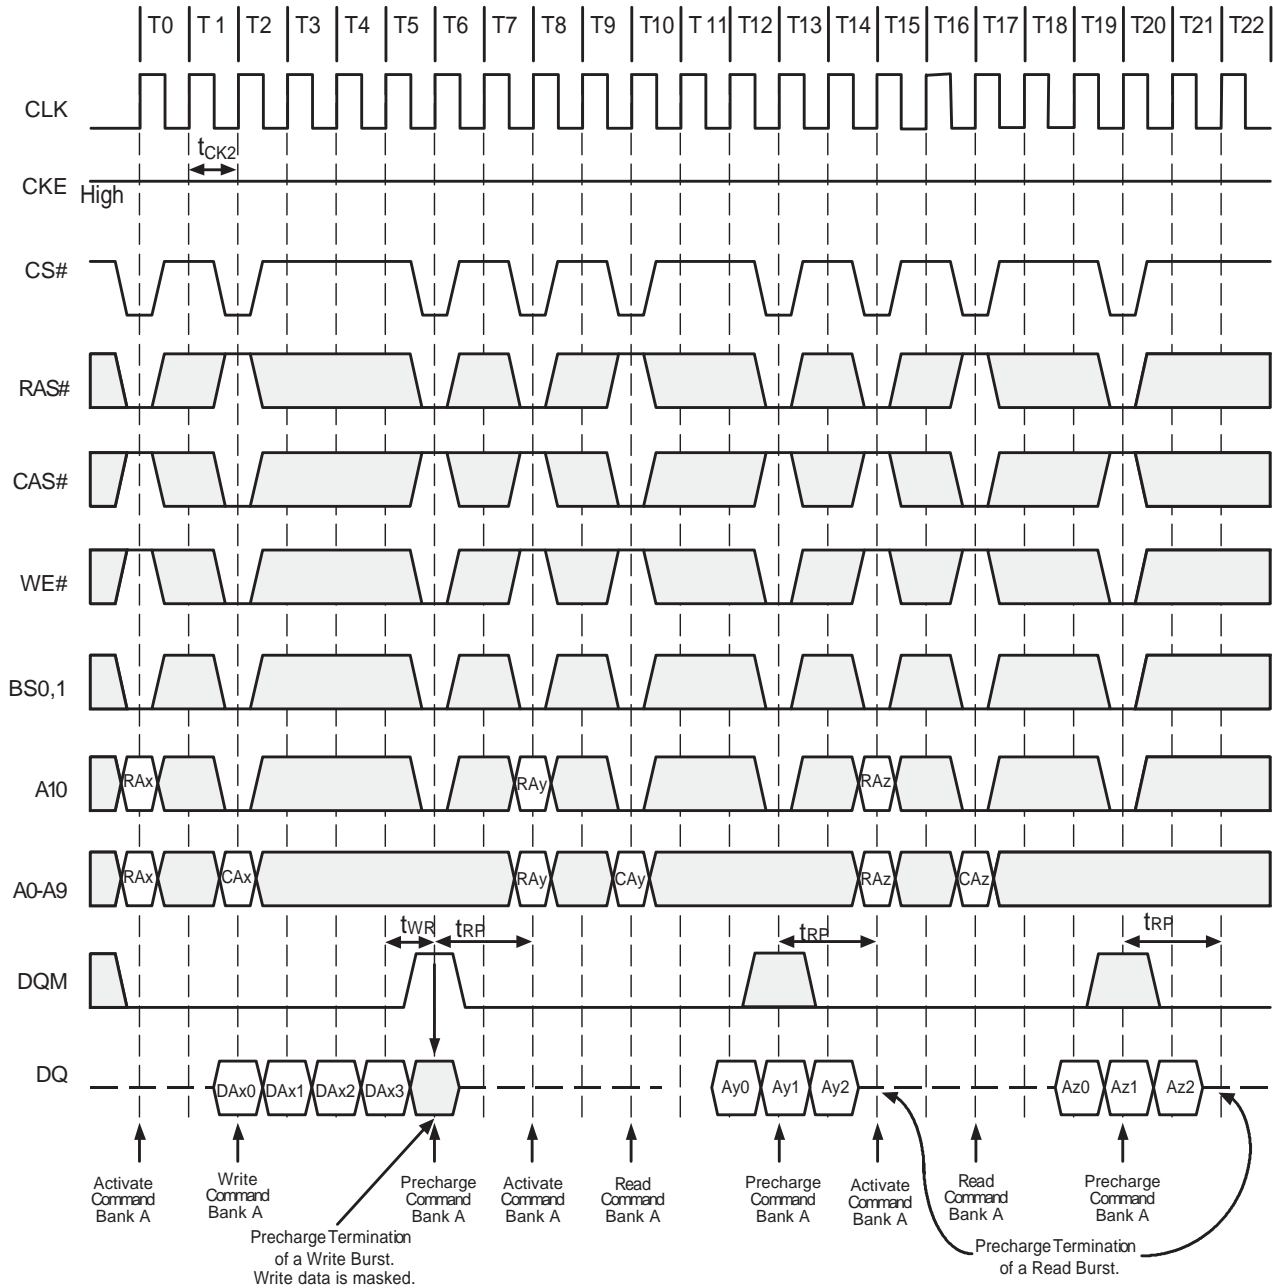 T0 T1 T2 T3 T4 T5 T6 T7 T8 T9 T10 T11 T12 T13 T14 T15 T16 T17 T18 T19 T20 T21 T22
CLK
tCK2
CKE High
CS#
RAS#
CAS#
WE#
BS0,1
A10 RAx RAy RAz
A0-A9 RAx CAx RAy CAy RAz CAz
tWR tRP tRP tRP
DQM
DQ DAx0 DAx1 DAx2 DAx3 Ay0 Ay1 Ay2 Az0 Az1 Az2
Activate
Command
Bank A
Write
Command
Bank A
Precharge
Command
Bank A
Activate
Command
Bank A
Read
Command
Bank A
Precharge
Command
Bank A
Activate
Command
Bank A
Read
Command
Bank A
Precharge
Command
Bank A
Precharge Termination
of a Write Burst.
Write data is masked.
Precharge Termination
of a Read Burst.